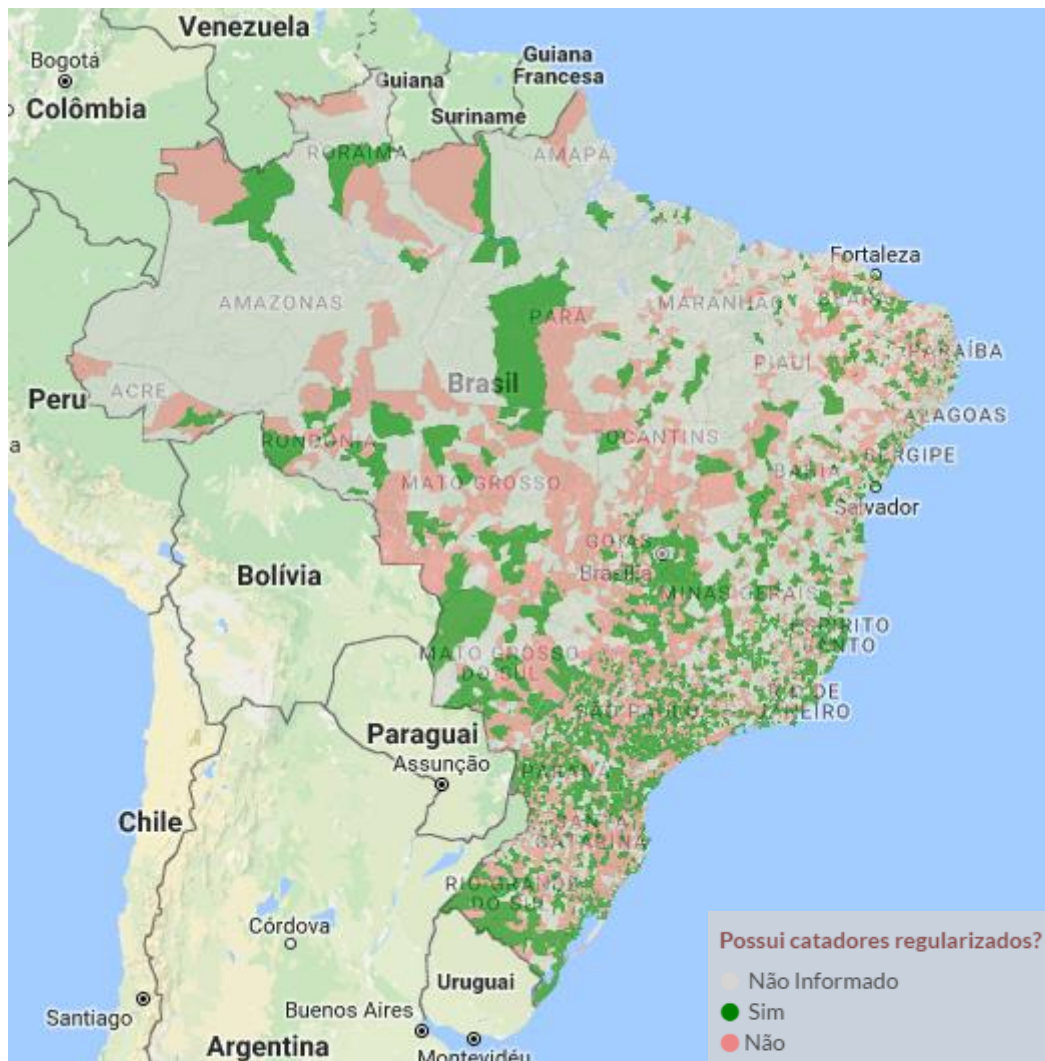 Venezuela
Bogotá
Colômbia
Guiana
Guiana
Francesa
Suriname
RORAIMA
AMAPÁ
Fortaleza
AMAZONAS
PARÁ
MARANHÃO
CEARÁ
PARAÍBA
PIAUÍ
ACRE
Brasil
Peru
ALAGOAS
RONDÔNIA
TOCANTINS
SERGIPE
a
MATO GROSSO
BAHIA
Salvador
GOIÁS
Brasília
Bolívia
MINAS GERAIS
ESPÍRITO
SANTO
MATO GROSSO
DO SUL
RIO DE
JANEIRO
SÃO PAULO
Paraguai
Assunção
PARANÁ
Chile
SANTA
CATARINA
RIO GRANDE
DO SUL
Córdova
Uruguai
Santiago
Buenos Aires
Argentina
Montevidéu
Possui catadores regularizados?
Não Informado
Sim
Não